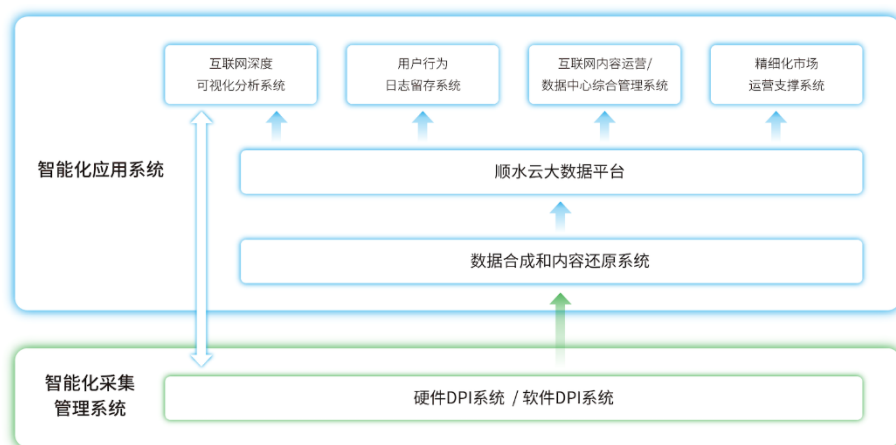 互联网深度
可视化分析系统
用户行为
日志留存系统
互联网内容运营/
数据中心综合管理系统
精细化市场
运营支撑系统
智能化应用系统
顺水云大数据平台
数据合成和内容还原系统
智能化采集
管理系统
硬件DPI系统 / 软件DPI系统